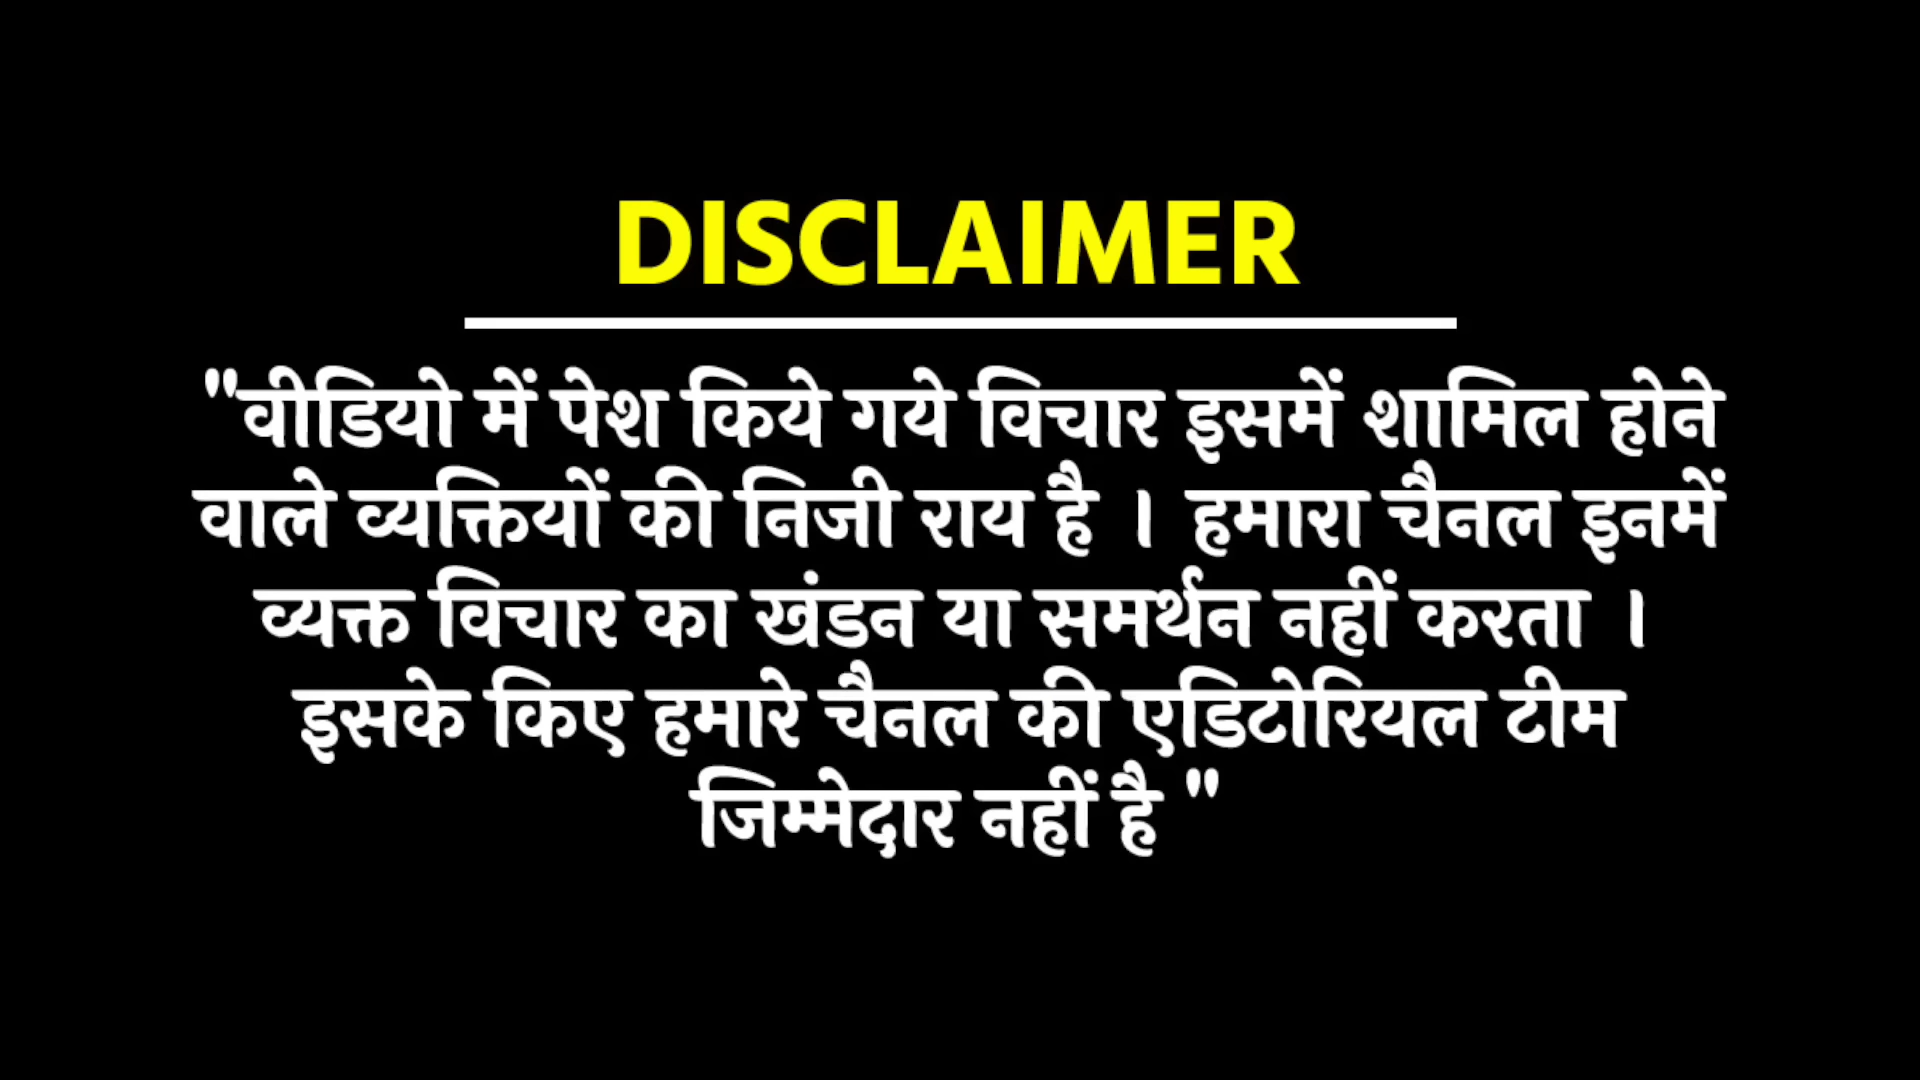 DISCLAIMER
"वीडियो में पेश किये गये विचार इसमें शामिल होने
वाले व्यक्तियों की निजी राय है । हमारा चैनल इनमें
व्यक्त विचार का खंडन या समर्थन नहीं करता ।
इसके किए हमारे चैनल की एडिटोरियल टीम
जिम्मेदार नहीं है "